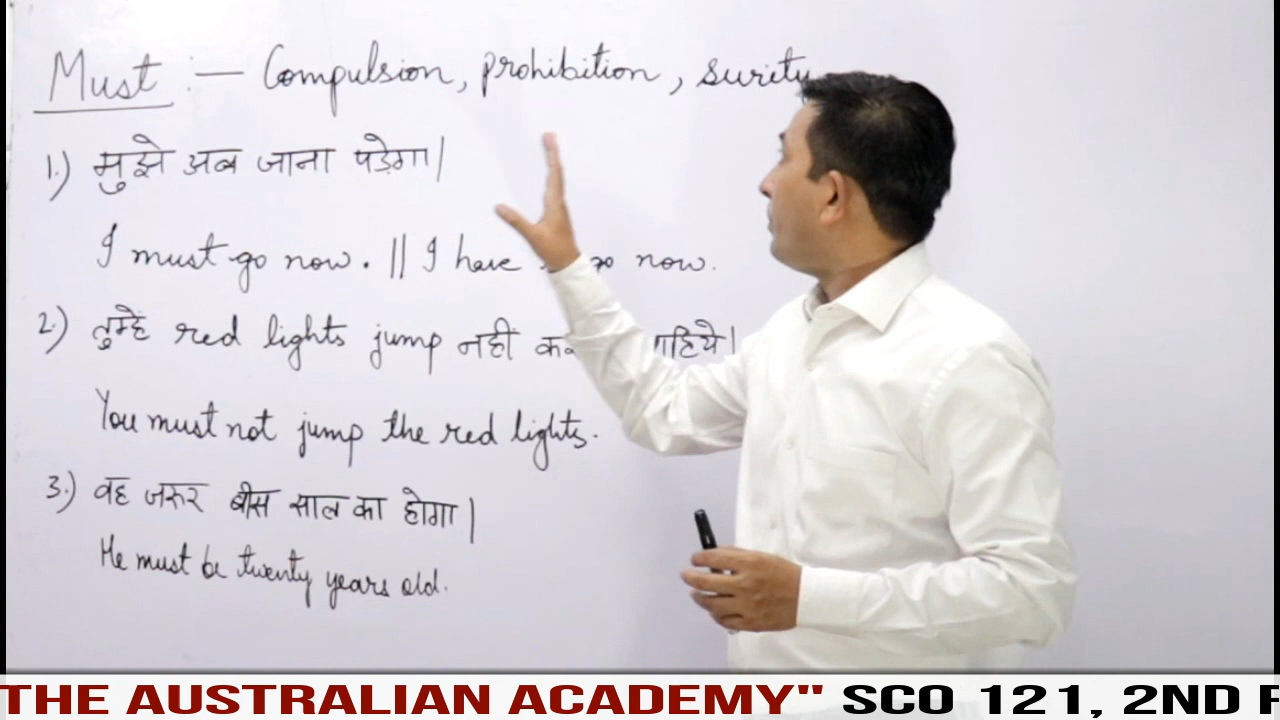 Must :- Compulsion, prohibition, surity
1.) मुझे अब जाना पड़ेगा।
I must go now. || I have now.
2.) तुम्हें red lights jump नहीं
You must not jump the red lights.
3.) वह जरूर बीस साल का होगा।
He must be twenty years old.
THE AUSTRALIAN ACADEMY" SCO 121, 2ND